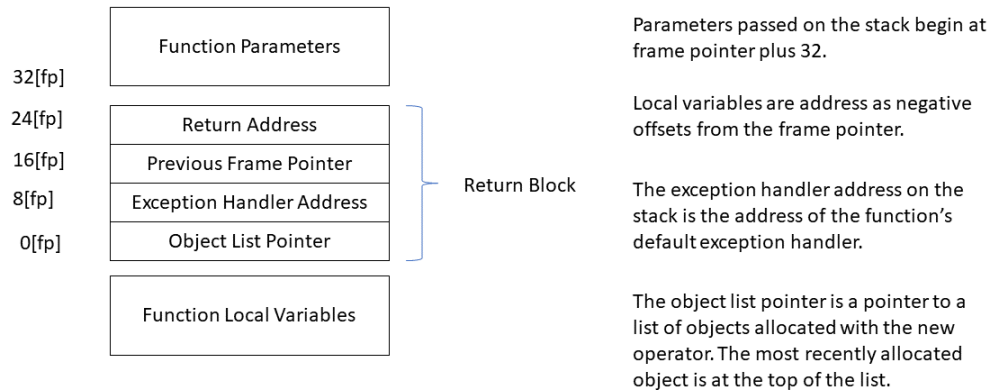 Function Parameters
32[fp]
24[fp]
Return Address
16[fp]
Previous Frame Pointer
8[fp]
Exception Handler Address
0[fp]
Object List Pointer
Return Block
Function Local Variables
Parameters passed on the stack begin at
frame pointer plus 32.
Local variables are address as negative
offsets from the frame pointer.
The exception handler address on the
stack is the address of the function’s
default exception handler.
The object list pointer is a pointer to a
list of objects allocated with the new
operator. The most recently allocated
object is at the top of the list.